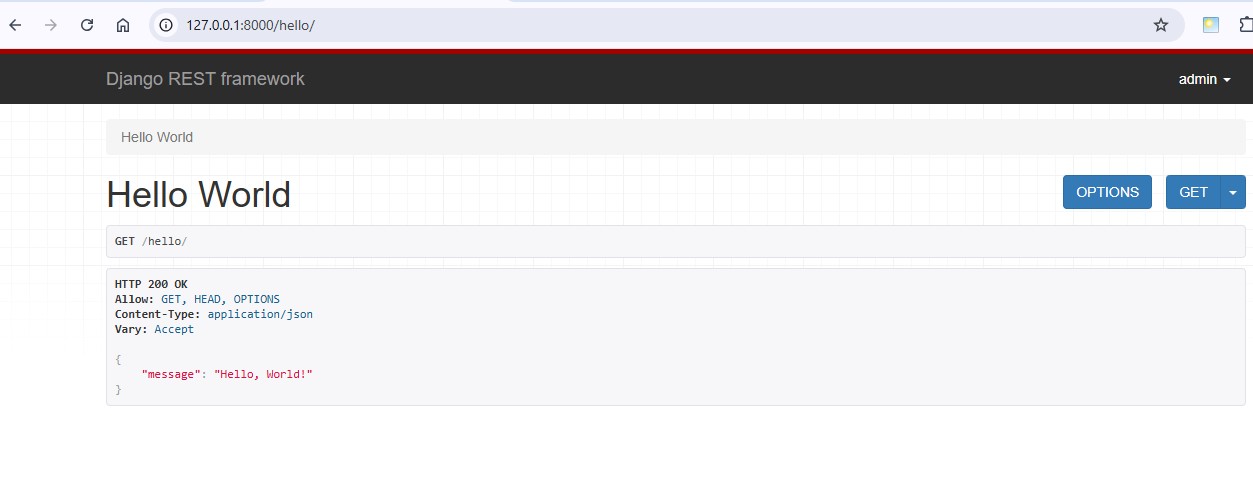 127.0.0.1:8000/hello/
Django REST framework
admin
Hello World
Hello World
OPTIONS
GET
GET /hello/
HTTP 200 OK
Allow: GET, HEAD, OPTIONS
Content-Type: application/json
Vary: Accept
{
    "message": "Hello, World!"
}